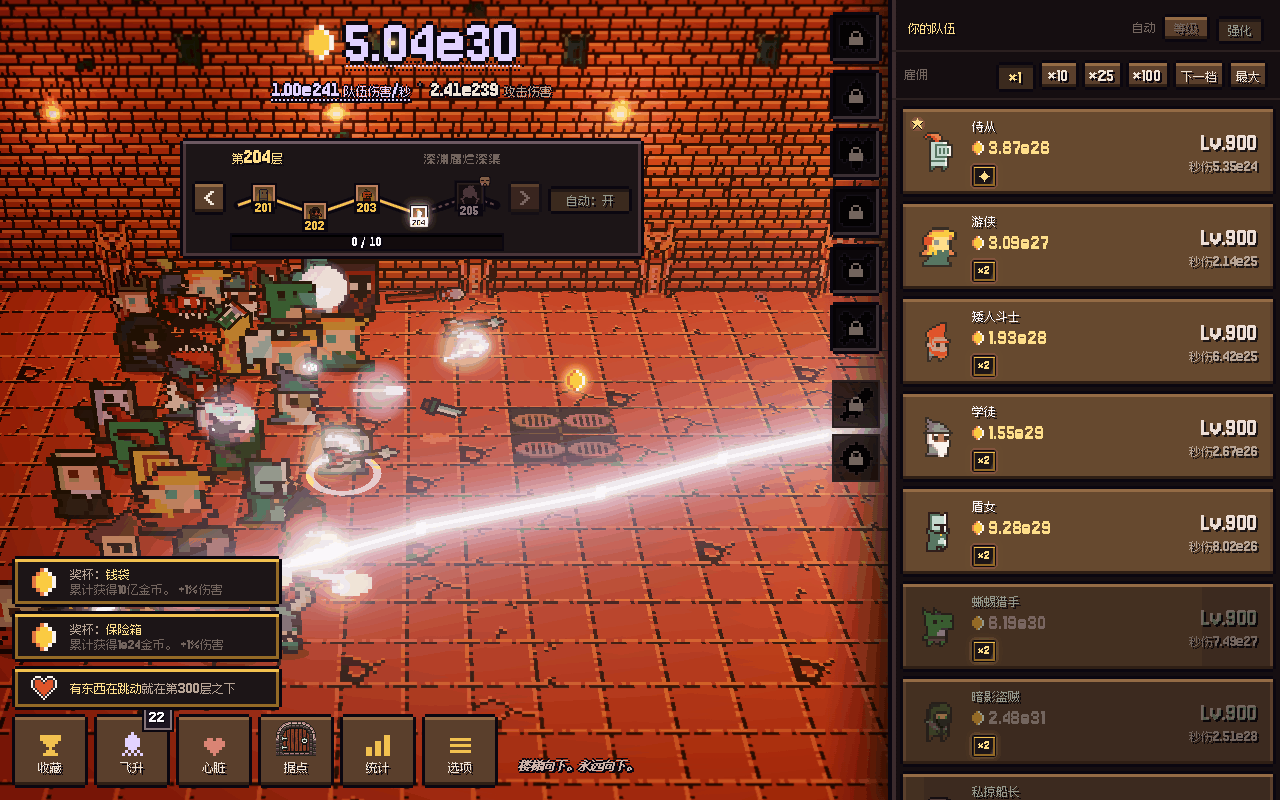 5.04e30
1.00e241 队伍伤害/秒 2.41e239 攻击伤害
第204层 深渊腐烂深渠
201
202
203
204
205
自动: 开
0 / 10
奖杯: 钱袋
累计获得10亿金币。 +1%伤害
奖杯: 保险箱
累计获得1e24金币。 +1%伤害
有东西在跳动就在第300层之下
22
收藏
飞升
心脏
据点
统计
选项
楼梯向下。永远向下。
你的队伍
自动
等级
强化
雇佣
×1
×10
×25
×100
下一档
最大
侍从
3.87e28
Lv.900
秒伤5.35e24
游侠
3.09e27
×2
Lv.900
秒伤2.14e25
矮人斗士
1.93e28
×2
Lv.900
秒伤6.42e25
学徒
1.55e29
×2
Lv.900
秒伤2.67e26
盾女
9.28e29
×2
Lv.900
秒伤8.02e26
蜥蜴猎手
6.19e30
×2
Lv.900
秒伤7.49e27
暗影盗贼
2.48e31
×2
Lv.900
秒伤2.51e28
私掠船长